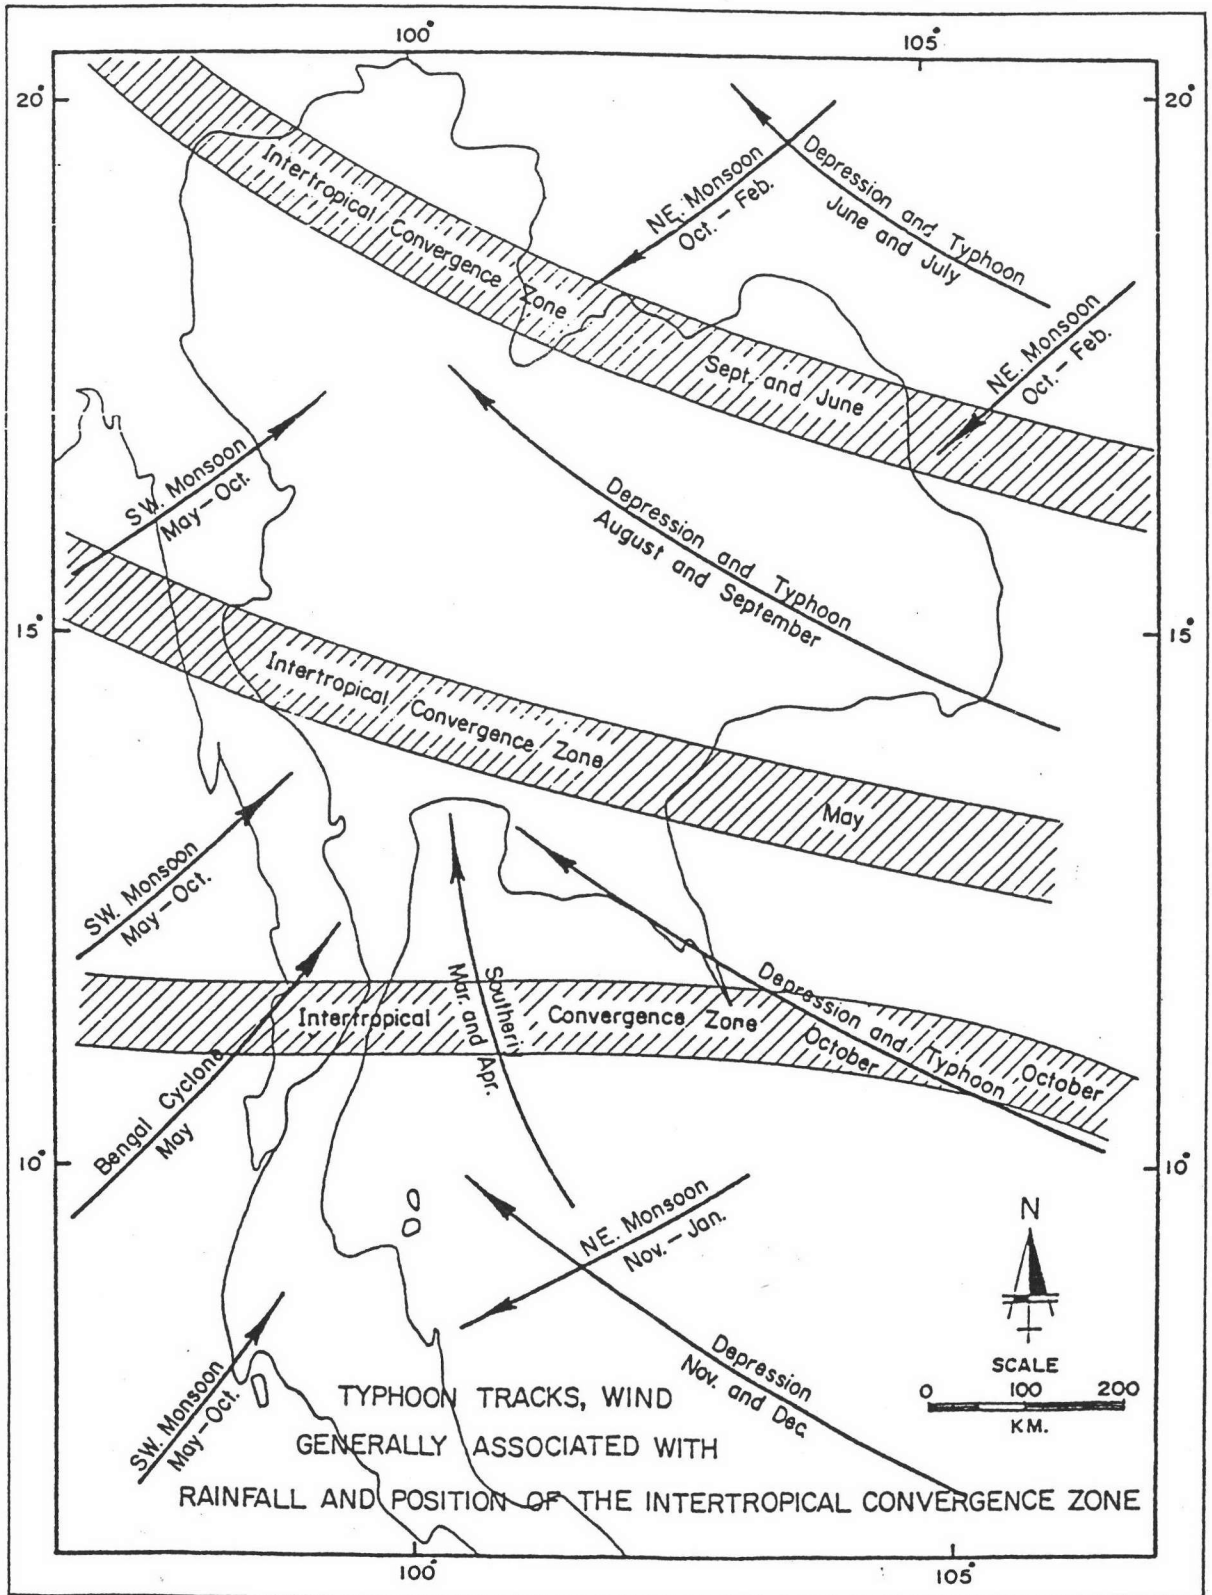 100°
105°
20°
20°
Intertropical Convergence Zone
Sept. and June
NE. Monsoon
Oct. – Feb.
Depression and Typhoon
June and July
NE. Monsoon
Oct. – Feb.
S.W. Monsoon
May – Oct.
Depression and Typhoon
August and September
15°
15°
Intertropical Convergence Zone
May
SW. Monsoon
May – Oct.
Southerly
Mar. and Apr.
Intertropical Convergence Zone
October
Depression and Typhoon
October
Bengal Cyclone
May
10°
10°
NE. Monsoon
Nov. – Jan.
Depression
Nov. and Dec.
SW. Monsoon
May – Oct.
N
SCALE
0 100 200
KM.
TYPHOON TRACKS, WIND
GENERALLY ASSOCIATED WITH
RAINFALL AND POSITION OF THE INTERTROPICAL CONVERGENCE ZONE
100°
105°